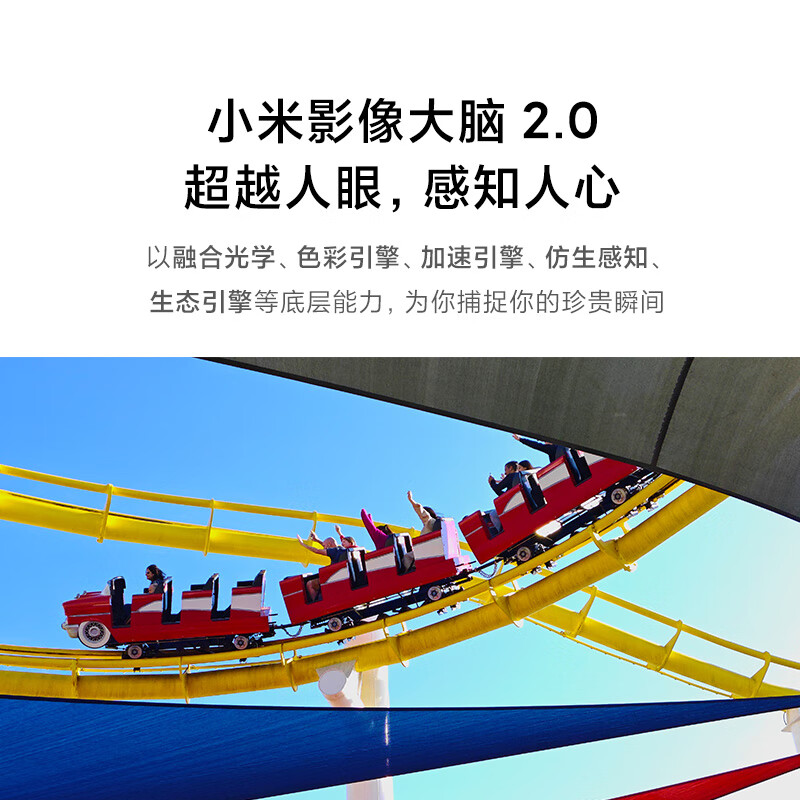 小米影像大脑 2.0
超越人眼，感知人心
以融合光学、色彩引擎、加速引擎、仿生感知、
生态引擎等底层能力，为你捕捉你的珍贵瞬间